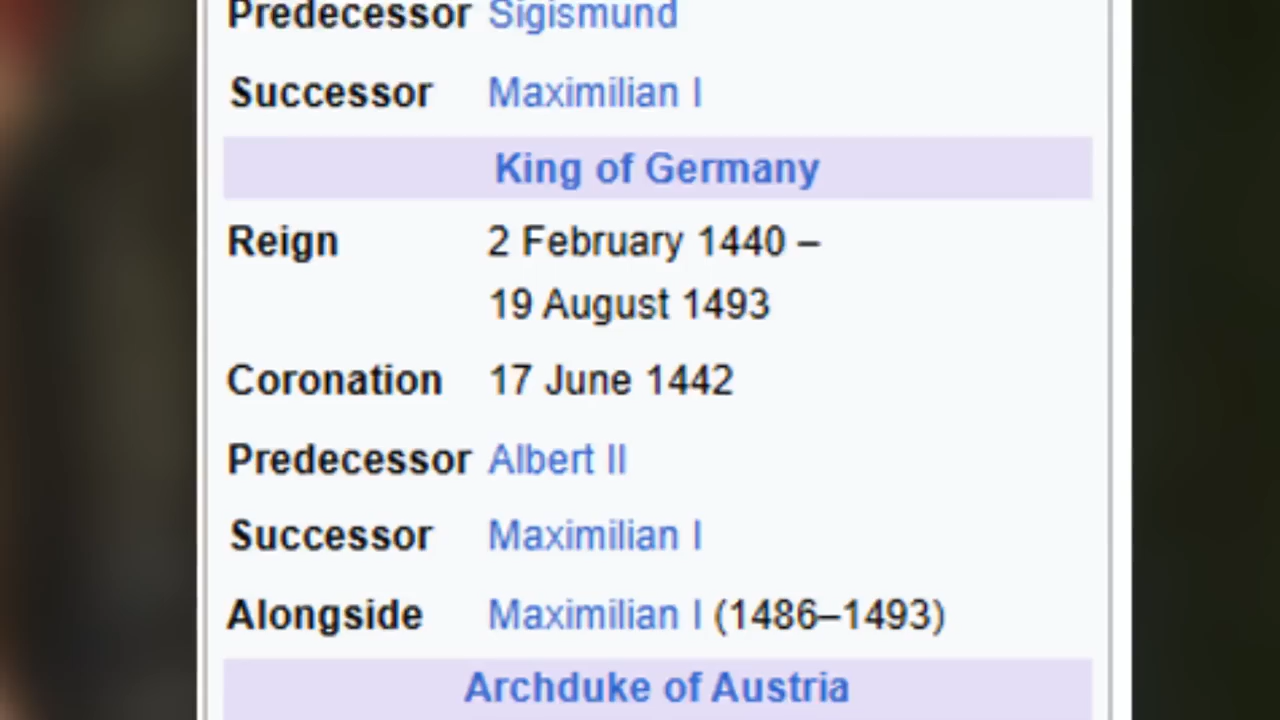 Predecessor Sigismund
Successor Maximilian I
King of Germany
Reign 2 February 1440 –
19 August 1493
Coronation 17 June 1442
Predecessor Albert II
Successor Maximilian I
Alongside Maximilian I (1486–1493)
Archduke of Austria